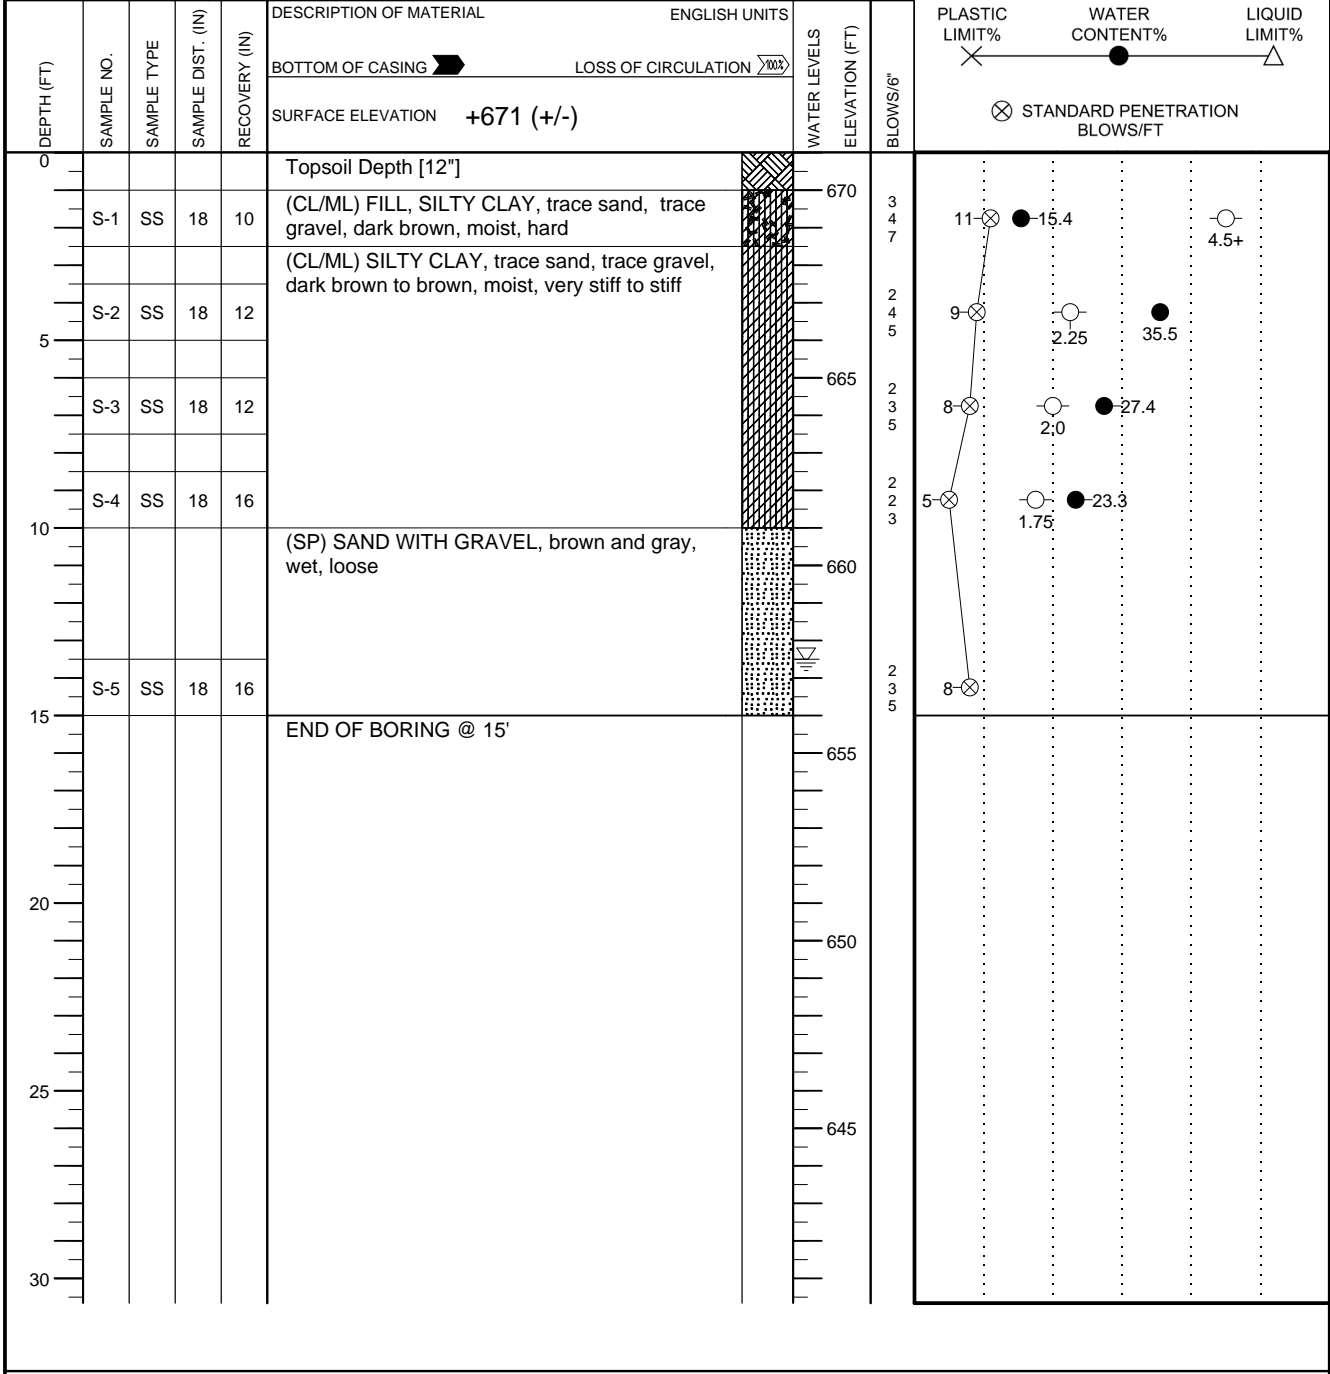 DEPTH (FT)
SAMPLE NO.
SAMPLE TYPE
SAMPLE DIST. (IN)
RECOVERY (IN)
DESCRIPTION OF MATERIAL ENGLISH UNITS
BOTTOM OF CASING LOSS OF CIRCULATION 100%
SURFACE ELEVATION +671 (+/-)
WATER LEVELS
ELEVATION (FT)
BLOWS/6"
PLASTIC LIMIT%
WATER CONTENT%
LIQUID LIMIT%
STANDARD PENETRATION
BLOWS/FT
0 Topsoil Depth [12"]
670
(CL/ML) FILL, SILTY CLAY, trace sand, trace
gravel, dark brown, moist, hard
S-1 SS 18 10
3
4
7
11 15.4
4.5+
(CL/ML) SILTY CLAY, trace sand, trace gravel,
dark brown to brown, moist, very stiff to stiff
S-2 SS 18 12
2
4
5
9
2.25
35.5
5
665
S-3 SS 18 12
2
3
5
8 27.4
2.0
S-4 SS 18 16
2
2
3
5 23.3
1.75
10
(SP) SAND WITH GRAVEL, brown and gray,
wet, loose
660
S-5 SS 18 16
2
3
5
8
15
END OF BORING @ 15'
655
20
650
25
645
30